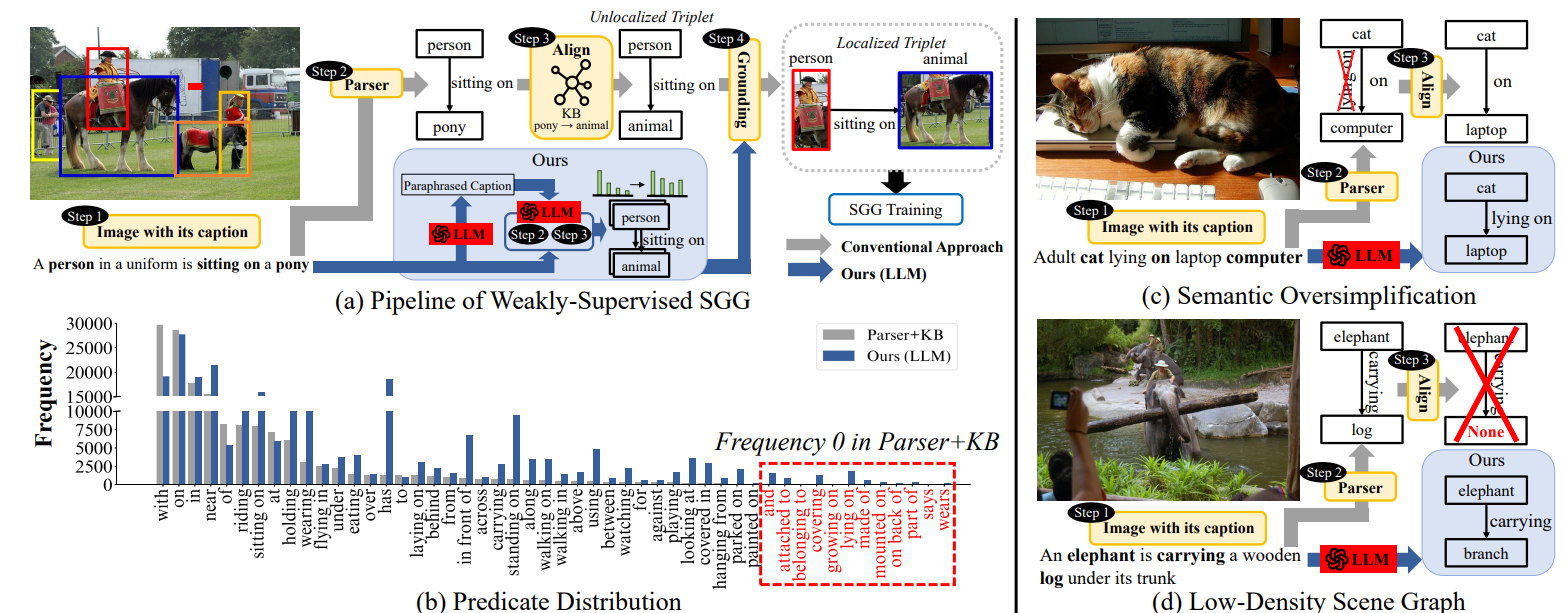 Unlocalized Triplet
Step 2
Parser
person
sitting on
pony
Step 3
Align
KB
pony → animal
person
sitting on
animal
Step 4
Grounding
Localized Triplet
person
animal
sitting on
SGG Training
Conventional Approach
Ours (LLM)
Step 1
Image with its caption
A person in a uniform is sitting on a pony
Ours
Paraphrased Caption
LLM
LLM
Step 2
Step 3
person
sitting on
animal
(a) Pipeline of Weakly-Supervised SGG
Frequency
30000
25000
20000
15000
10000
7500
5000
2500
0
Parser+KB
Ours (LLM)
Frequency 0 in Parser+KB
with
on
in
near
of
riding
sitting on
at
holding
wearing
flying in
under
eating
over
has
to
laying on
behind
from
in front of
across
carrying
standing on
along
walking on
walking in
above
using
between
watching
for
against
playing
looking at
covered in
hanging from
parked on
painted on
and
attached to
belonging to
covering
growing on
lying on
made of
mounted on
on back of
part of
says
wears
(b) Predicate Distribution
cat
lying on
on
computer
Step 3
Align
cat
on
laptop
Step 2
Parser
Step 1
Image with its caption
Adult cat lying on laptop computer
LLM
Ours
cat
lying on
laptop
(c) Semantic Oversimplification
elephant
carrying
log
Step 3
Align
elephant
carrying
None
Step 2
Parser
Step 1
Image with its caption
An elephant is carrying a wooden
log under its trunk
LLM
Ours
elephant
carrying
branch
(d) Low-Density Scene Graph